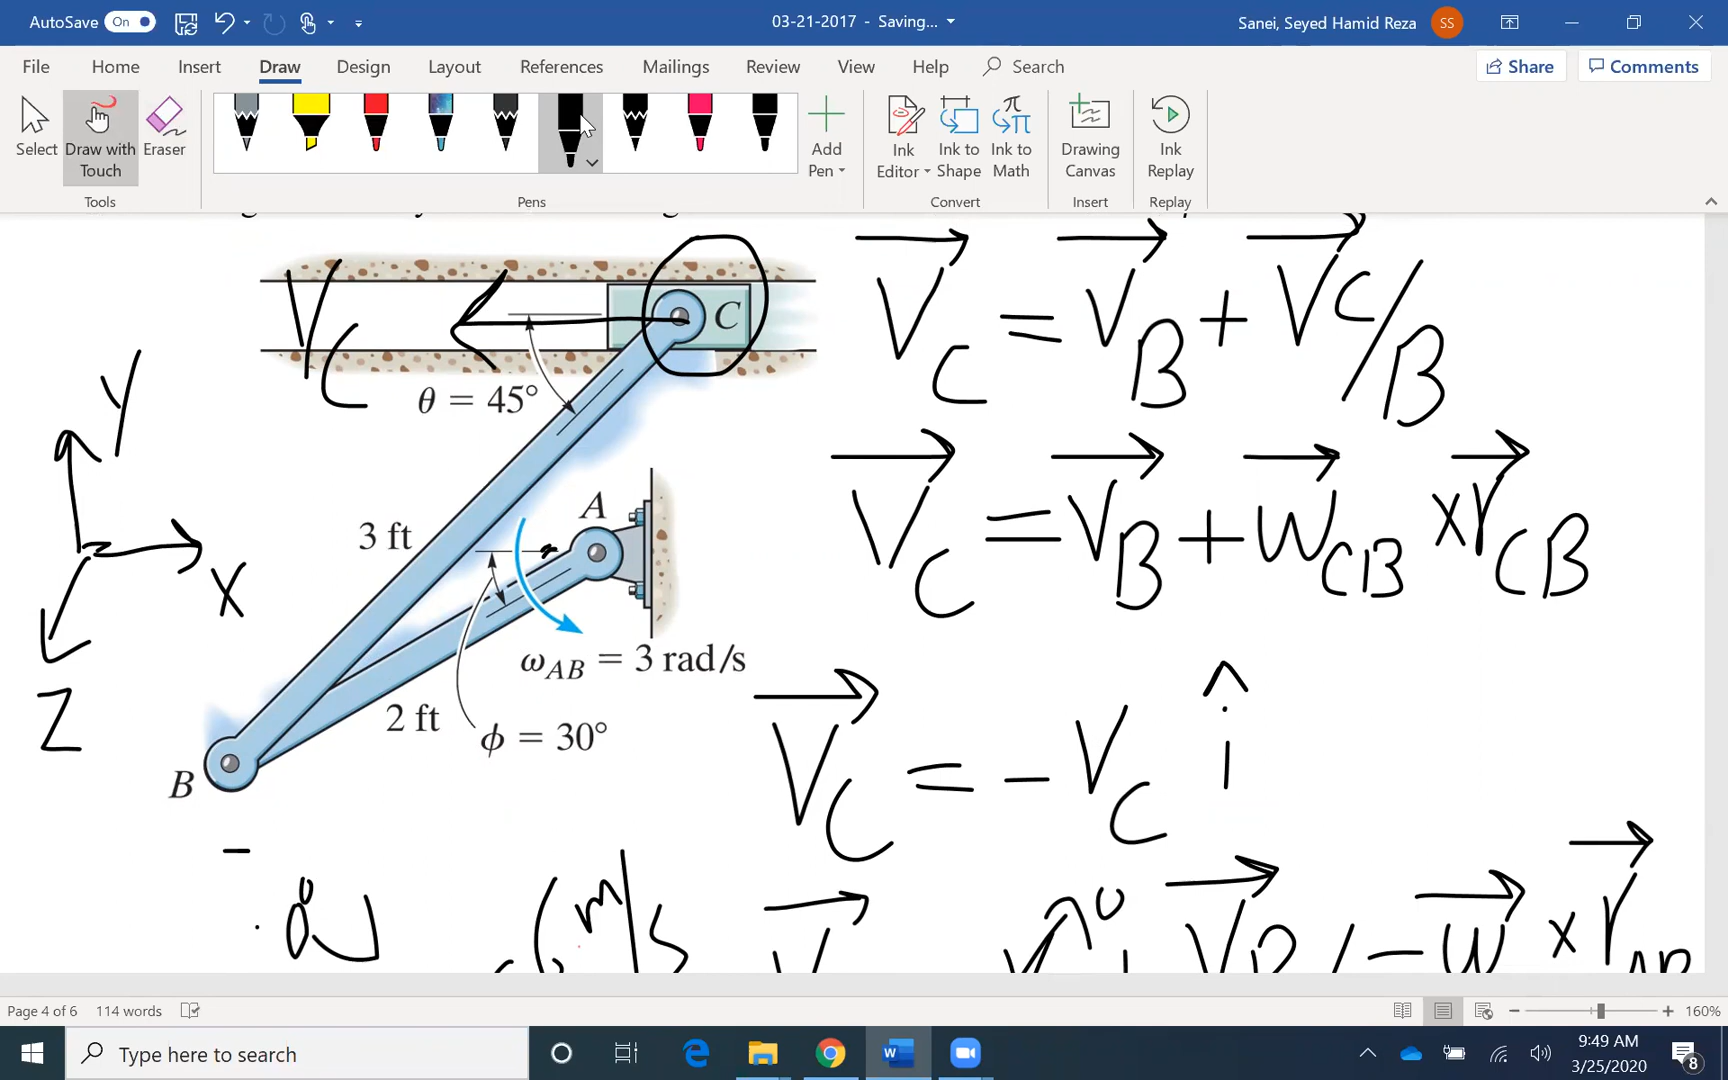 AutoSave On 03-21-2017 - Saving... Sanei, Seyed Hamid Reza SS
File Home Insert Draw Design Layout References Mailings Review View Help Search Share Comments
Select Draw with Touch Eraser Add Pen Ink Editor Ink to Shape Ink to Math Drawing Canvas Ink Replay
Tools Pens Convert Insert Replay
V_C C
θ = 45°
V_C = V_B + V_C/B
Y
X
Z
3 ft
A
V_C = V_B + W_CB × r_CB
ω_AB = 3 rad/s
2 ft
ϕ = 30°
B
V_C = - V_C i
Page 4 of 6 114 words 160%
Type here to search
9:49 AM
3/25/2020
8